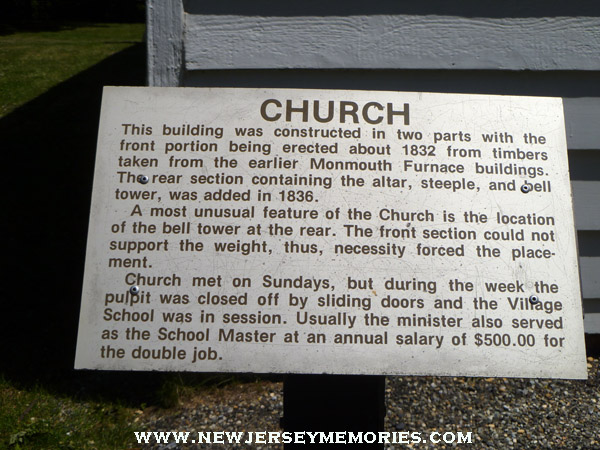 CHURCH
This building was constructed in two parts with the
front portion being erected about 1832 from timbers
taken from the earlier Monmouth Furnace buildings.
The rear section containing the altar, steeple, and bell
tower, was added in 1836.
A most unusual feature of the Church is the location
of the bell tower at the rear. The front section could not
support the weight, thus, necessity forced the place-
ment.
Church met on Sundays, but during the week the
pulpit was closed off by sliding doors and the Village
School was in session. Usually the minister also served
as the School Master at an annual salary of $500.00 for
the double job.
WWW.NEWJERSEYMEMORIES.COM